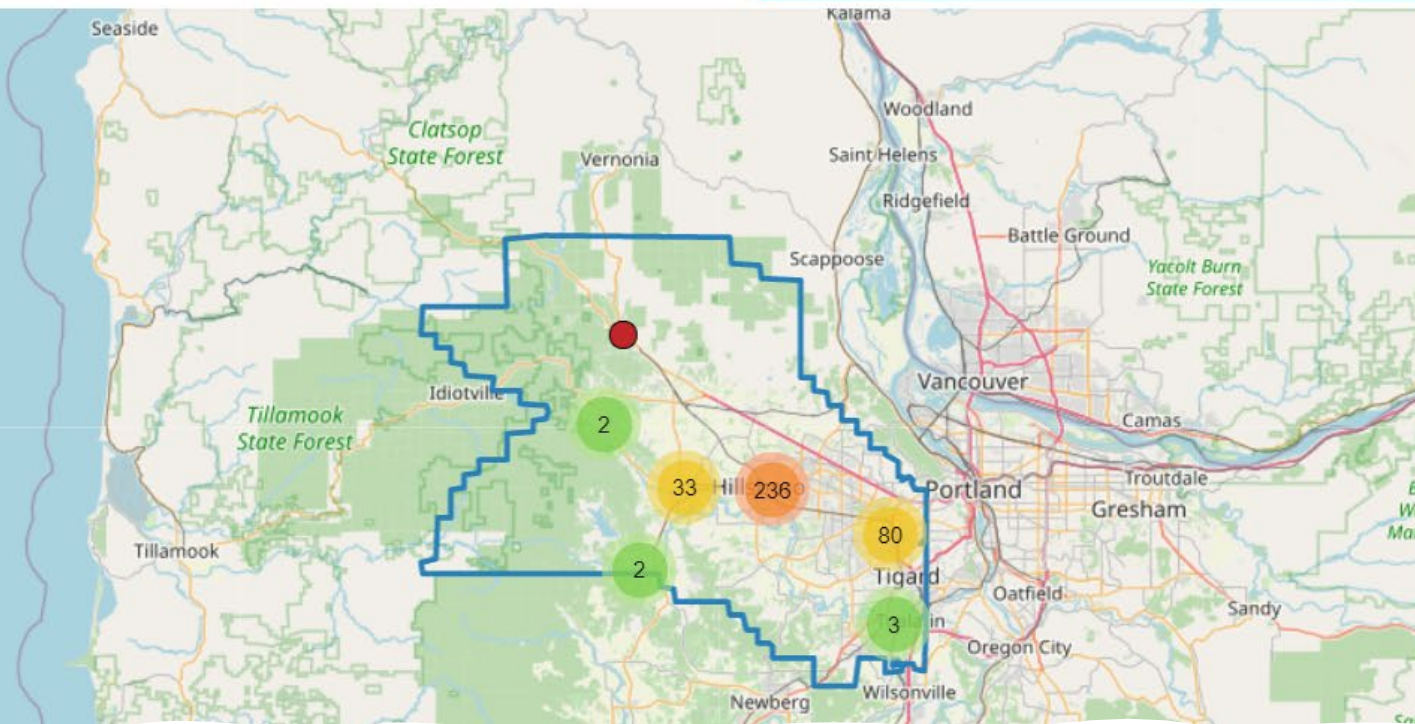 Kalama
Seaside
Woodland
Clatsop
State Forest
Saint Helens
Vernonia
Ridgefield
Battle Ground
Scappoose
Yacolt Burn
State Forest
Vancouver
Idiotville
Tillamook
State Forest
Camas
2
Troutdale
33
236
Portland
Gresham
80
Tillamook
2
Tigard
Oatfield
Sandy
3
Oregon City
Wilsonville
Newberg